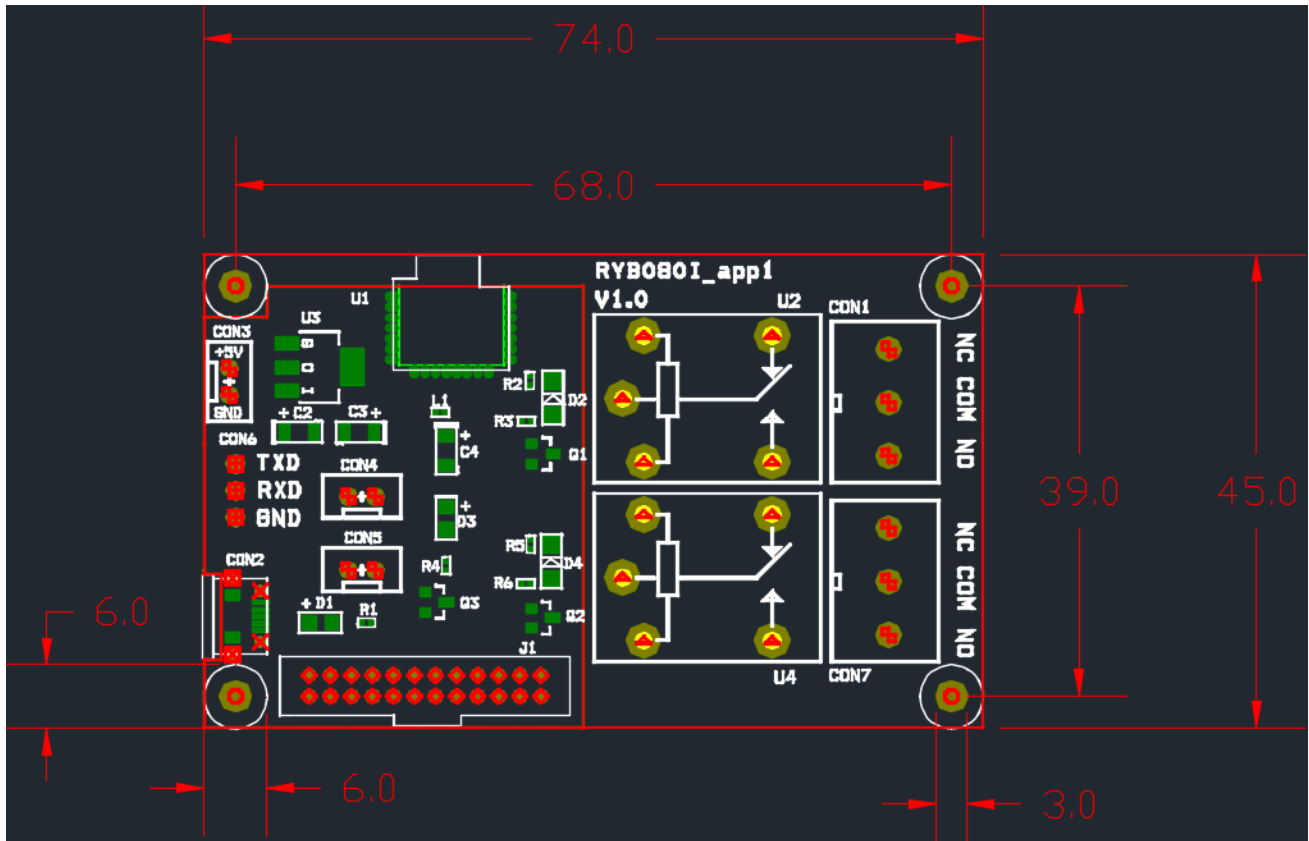 74.0
68.0
RYB080I_app1
V1.0
U1
U2
CON1
U3
CON3
+5V
+
GND
G
O
I
NC COM NO
R2
D2
+ C2
C3 +
L1
R3
+
C4
Q1
CON6
TXD
RXD
GND
CON4
+
39.0
45.0
+
D3
CON5
+
R5
D4
R4
R6
NC COM NO
CON2
6.0
+ D1
R1
Q3
Q2
J1
U4
CON7
6.0
3.0